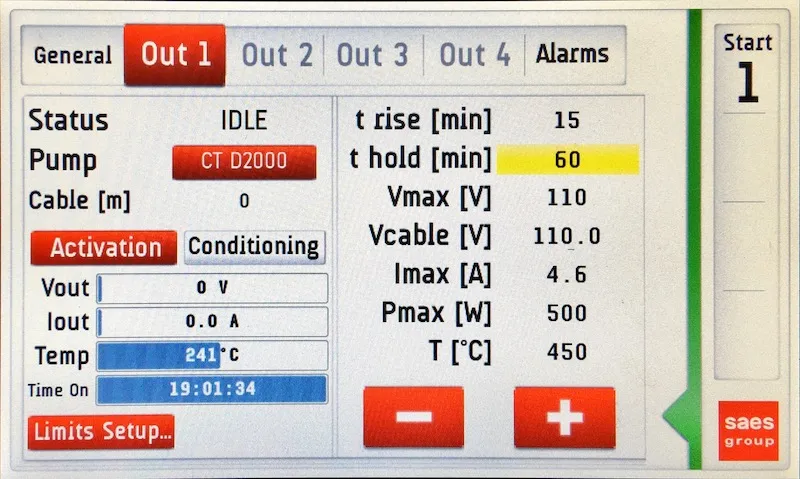 General Out 1 Out 2 Out 3 Out 4 Alarms
Start
1
Status IDLE
Pump CT D2000
Cable [m] 0
Activation Conditioning
Vout 0 V
Iout 0.0 A
Temp 241°C
Time On 19:01:34
Limits Setup...
t rise [min] 15
t hold [min] 60
Vmax [V] 110
Vcable [V] 110.0
Imax [A] 4.6
Pmax [W] 500
T [°C] 450
− +
saes
group